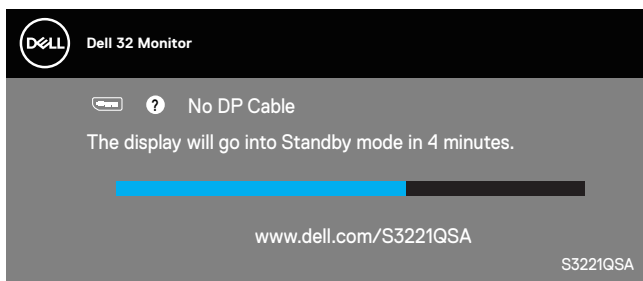 DELL
Dell 32 Monitor
? No DP Cable
The display will go into Standby mode in 4 minutes.
www.dell.com/S3221QSA
S3221QSA